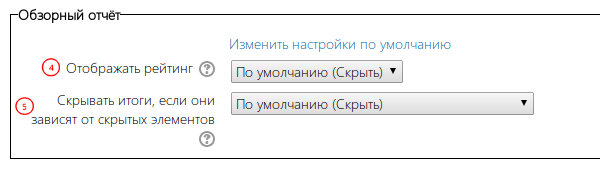 Обзорный отчёт
Изменить настройки по умолчанию
4 Отображать рейтинг ? По умолчанию (Скрыть)
5 Скрывать итоги, если они По умолчанию (Скрыть)
зависят от скрытых элементов
?